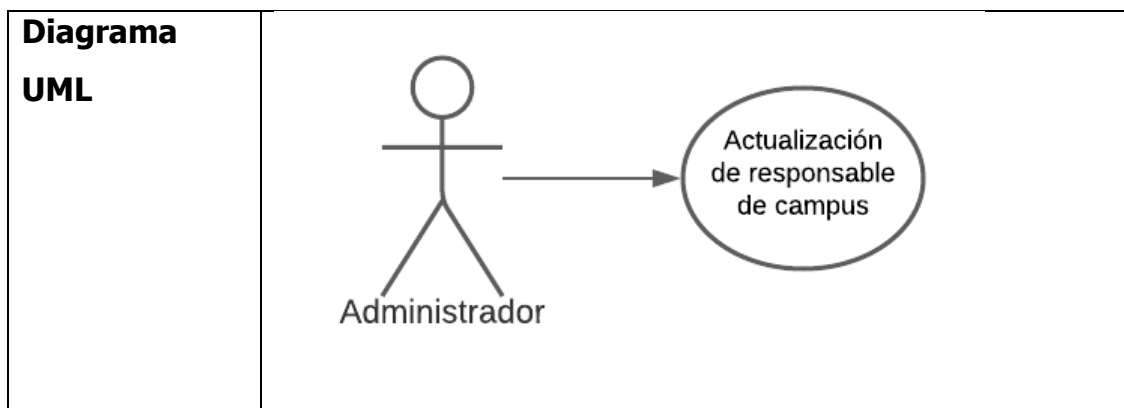 Diagrama
UML
Actualización
de responsable
de campus
Administrador